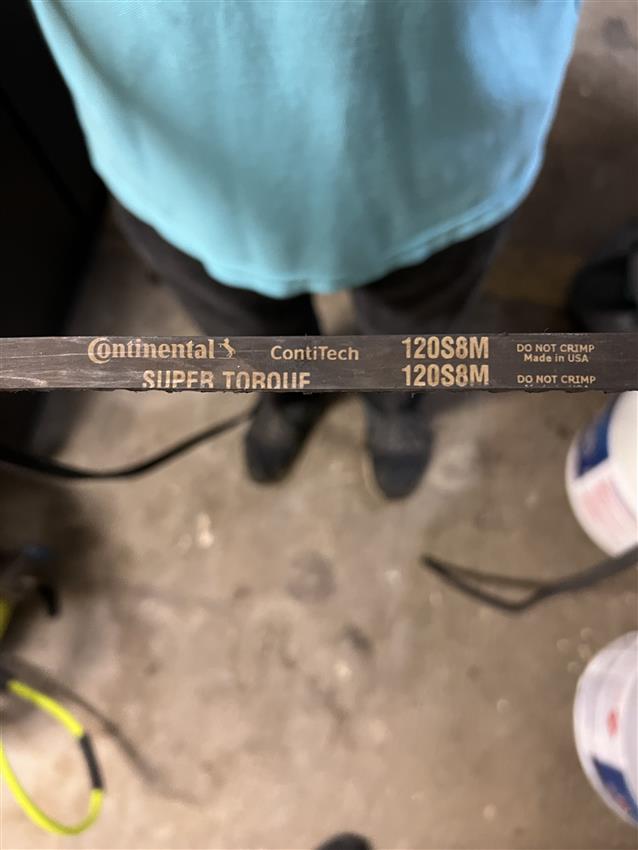 Continental ContiTech 120S8M DO NOT CRIMP
Made in USA
SUPER TORQUE 120S8M DO NOT CRIMP